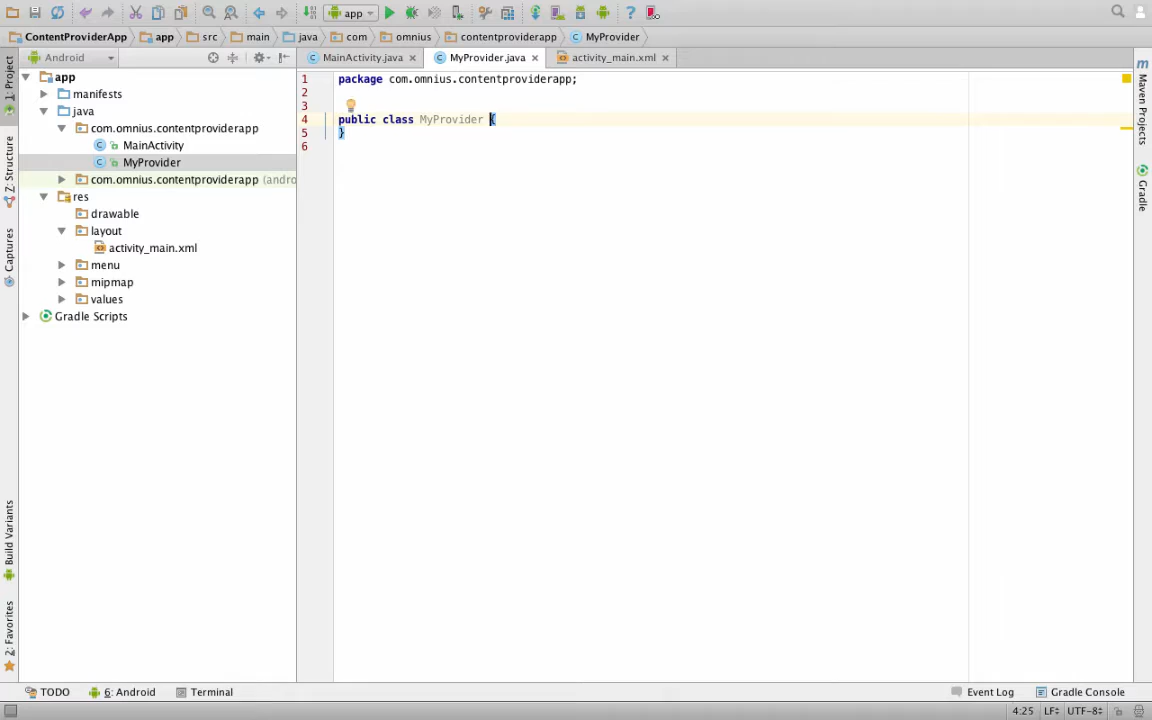 app
ContentProviderApp app src main java com omnius contentproviderapp MyProvider
Android
MainActivity.java MyProvider.java activity_main.xml
1: Project
Z: Structure
Captures
Build Variants
2: Favorites
app
manifests
java
com.omnius.contentproviderapp
MainActivity
MyProvider
com.omnius.contentproviderapp (andro
res
drawable
layout
activity_main.xml
menu
mipmap
values
Gradle Scripts
1 package com.omnius.contentproviderapp;
2
3
4 public class MyProvider {
5 }
6
m
Maven Projects
Gradle
TODO 6: Android Terminal Event Log Gradle Console
4:25 LF UTF-8